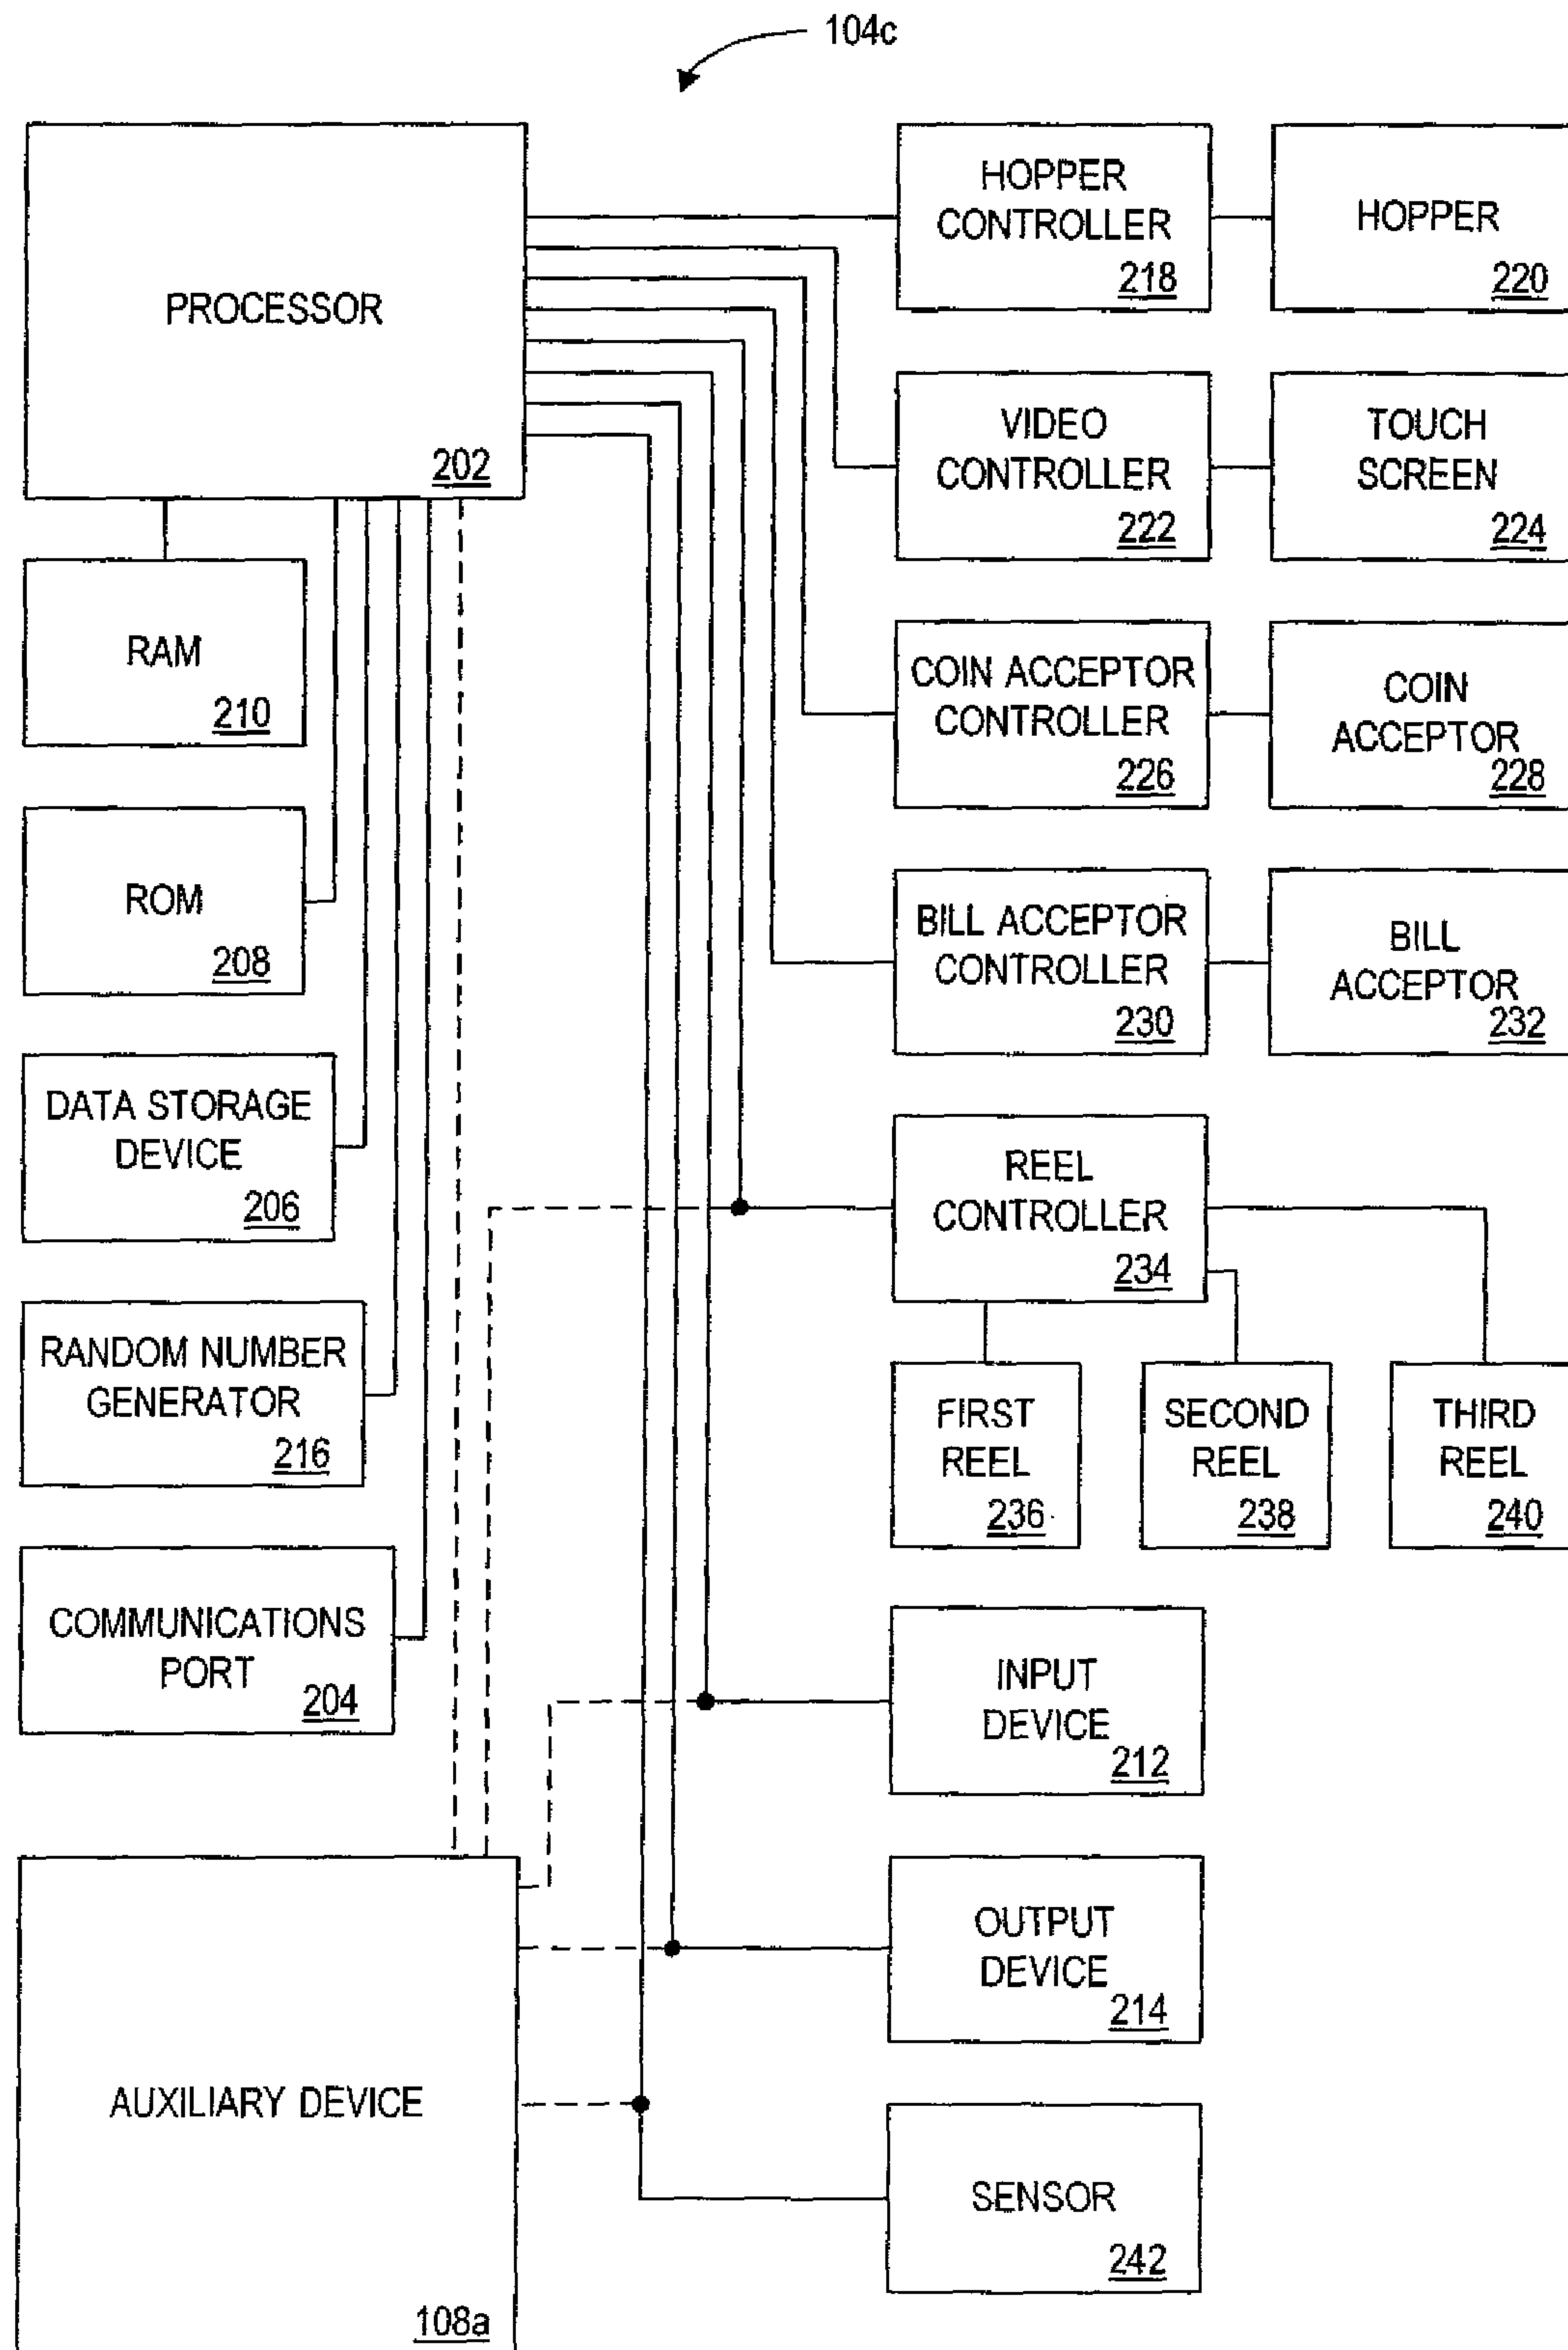 104c
PROCESSOR
202
HOPPER
CONTROLLER
218
HOPPER
220
VIDEO
CONTROLLER
222
TOUCH
SCREEN
224
RAM
210
COIN ACCEPTOR
CONTROLLER
226
COIN
ACCEPTOR
228
ROM
208
BILL ACCEPTOR
CONTROLLER
230
BILL
ACCEPTOR
232
DATA STORAGE
DEVICE
206
REEL
CONTROLLER
234
RANDOM NUMBER
GENERATOR
216
FIRST
REEL
236
SECOND
REEL
238
THIRD
REEL
240
COMMUNICATIONS
PORT
204
INPUT
DEVICE
212
OUTPUT
DEVICE
214
AUXILIARY DEVICE
108a
SENSOR
242